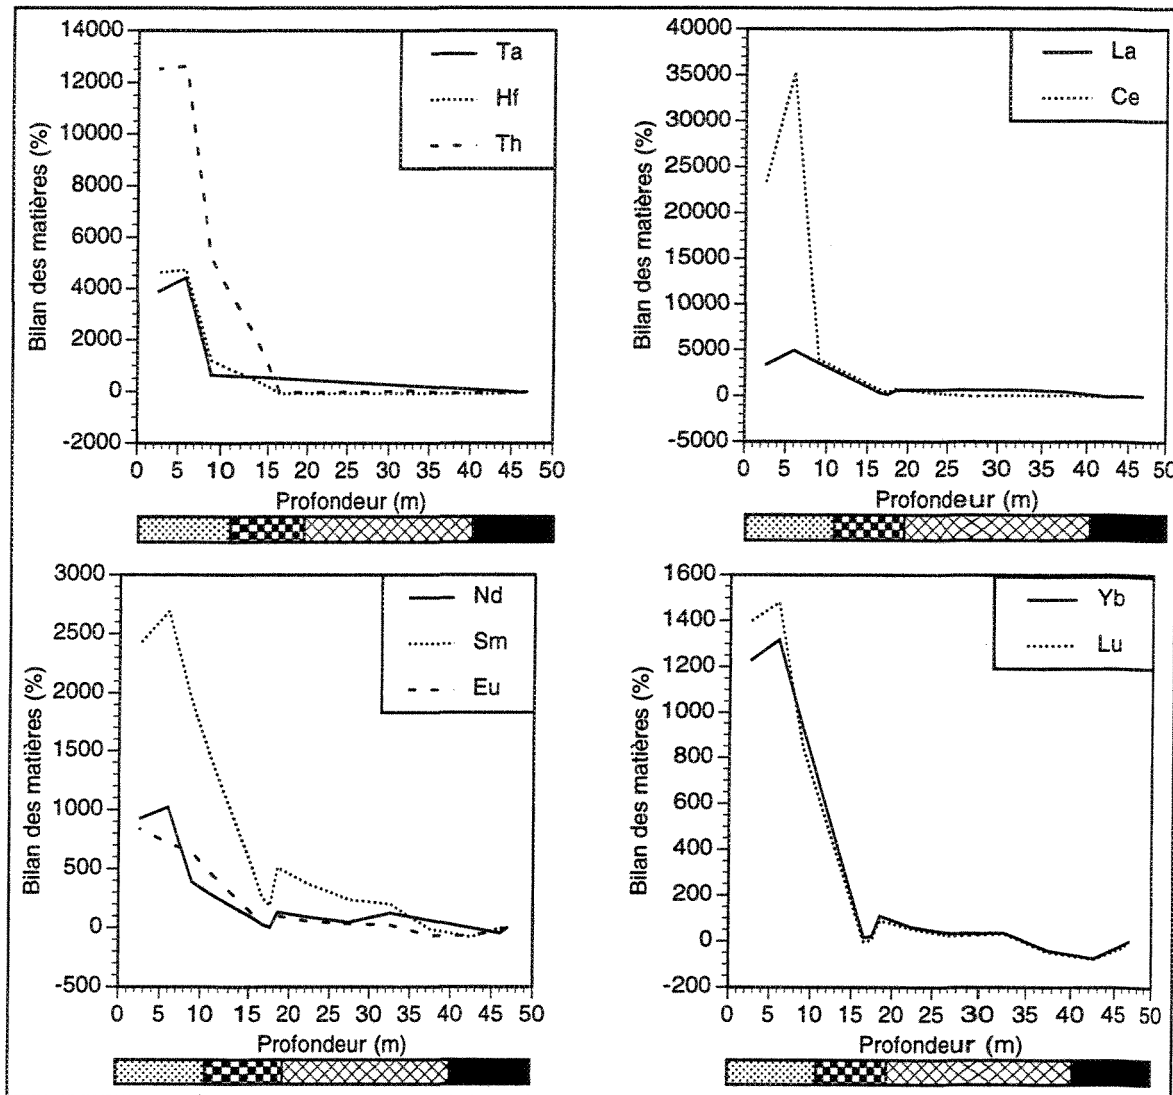 14000
12000
10000
8000
6000
4000
2000
0
-2000
Bilan des matières (%)
Ta
Hf
Th
0 5 10 15 20 25 30 35 40 45 50
Profondeur (m)
40000
35000
30000
25000
20000
15000
10000
5000
0
-5000
Bilan des matières (%)
La
Ce
0 5 10 15 20 25 30 35 40 45 50
Profondeur (m)
3000
2500
2000
1500
1000
500
0
-500
Bilan des matières (%)
Nd
Sm
Eu
0 5 10 15 20 25 30 35 40 45 50
Profondeur (m)
1600
1400
1200
1000
800
600
400
200
0
-200
Bilan des matières (%)
Yb
Lu
0 5 10 15 20 25 30 35 40 45 50
Profondeur (m)